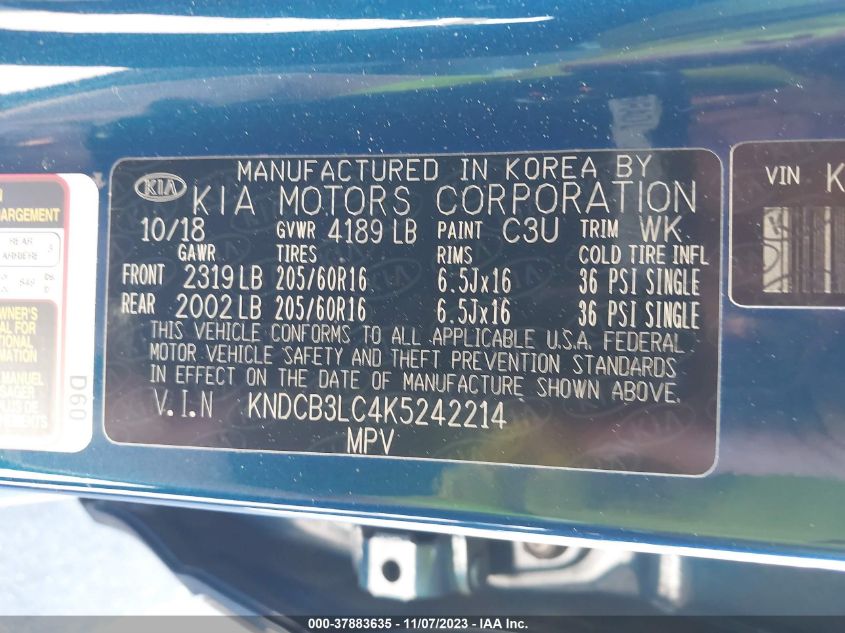 MANUFACTURED IN KOREA BY
KIA KIA MOTORS CORPORATION
10/18 GVWR 4189 LB PAINT C3U TRIM WK
GAWR TIRES RIMS COLD TIRE INFL
FRONT 2319 LB 205/60R16 6.5Jx16 36 PSI SINGLE
REAR 2002 LB 205/60R16 6.5Jx16 36 PSI SINGLE
THIS VEHICLE CONFORMS TO ALL APPLICABLE U.S.A. FEDERAL
MOTOR VEHICLE SAFETY AND THEFT PREVENTION STANDARDS
IN EFFECT ON THE DATE OF MANUFACTURE SHOWN ABOVE.
V.I.N KNDCB3LC4K5242214
MPV
VIN K
ARGEMENT
REAR
D60
MANUEL
000-37883635 - 11/07/2023 - IAA Inc.